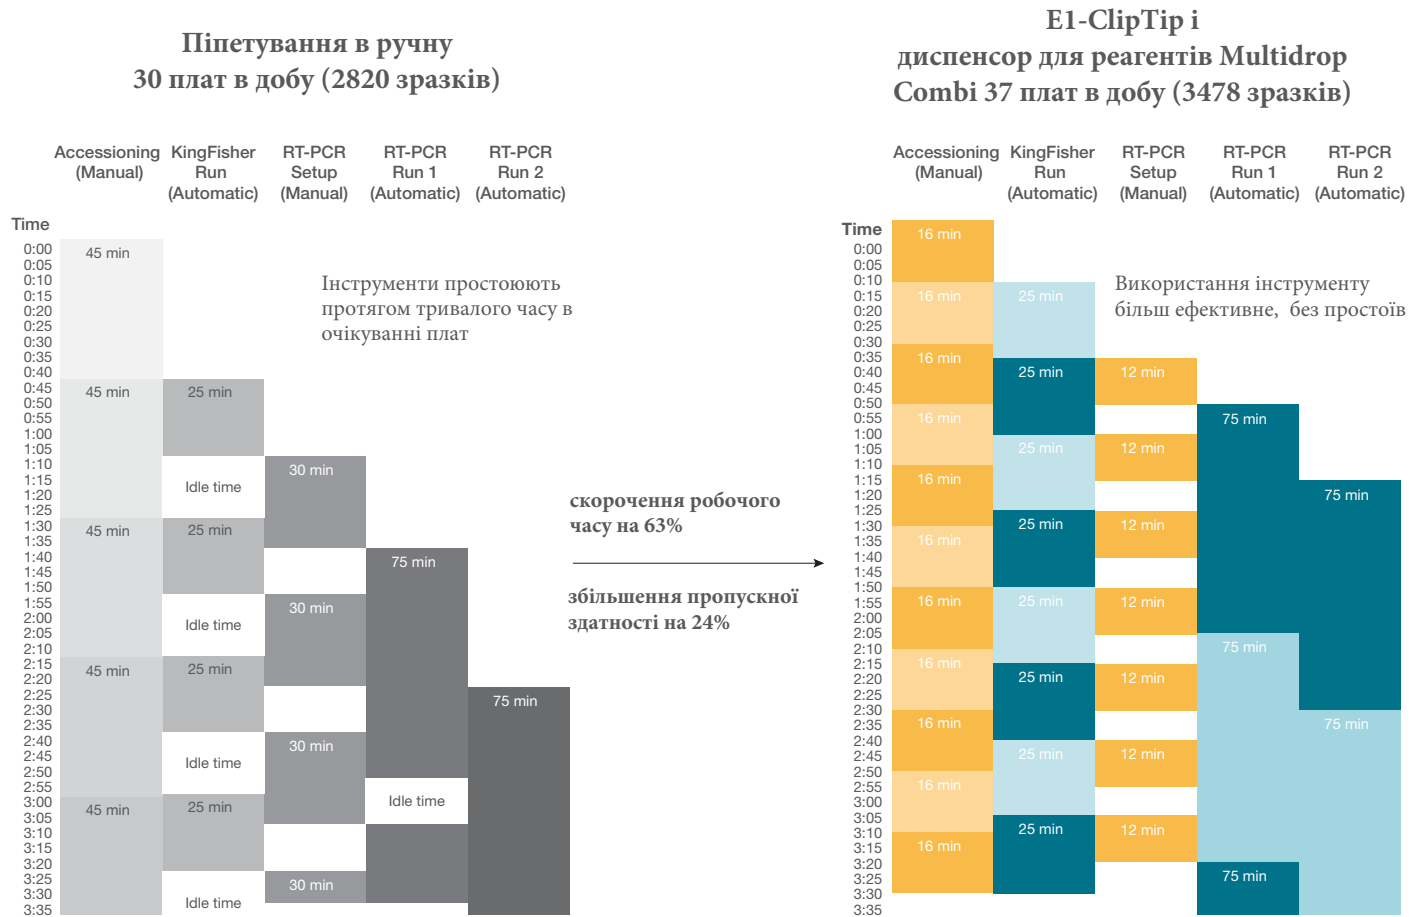 Піпетування в ручну
30 плат в добу (2820 зразків)
Accessioning
(Manual)
KingFisher
Run
(Automatic)
RT-PCR
Setup
(Manual)
RT-PCR
Run 1
(Automatic)
RT-PCR
Run 2
(Automatic)
Time
0:00
0:05
0:10
0:15
0:20
0:25
0:30
0:35
0:40
0:45
0:50
0:55
1:00
1:05
1:10
1:15
1:20
1:25
1:30
1:35
1:40
1:45
1:50
1:55
2:00
2:05
2:10
2:15
2:20
2:25
2:30
2:35
2:40
2:45
2:50
2:55
3:00
3:05
3:10
3:15
3:20
3:25
3:30
3:35
45 min
45 min
45 min
45 min
45 min
25 min
Idle time
25 min
Idle time
25 min
Idle time
25 min
Idle time
30 min
30 min
30 min
30 min
75 min
Idle time
75 min
Інструменти простоюють
протягом тривалого часу в
очікуванні плат
скорочення робочого
часу на 63%
збільшення пропускної
здатності на 24%
E1-ClipTip і
диспенсор для реагентів Multidrop
Combi 37 плат в добу (3478 зразків)
Accessioning
(Manual)
KingFisher
Run
(Automatic)
RT-PCR
Setup
(Manual)
RT-PCR
Run 1
(Automatic)
RT-PCR
Run 2
(Automatic)
Time
0:00
0:05
0:10
0:15
0:20
0:25
0:30
0:35
0:40
0:45
0:50
0:55
1:00
1:05
1:10
1:15
1:20
1:25
1:30
1:35
1:40
1:45
1:50
1:55
2:00
2:05
2:10
2:15
2:20
2:25
2:30
2:35
2:40
2:45
2:50
2:55
3:00
3:05
3:10
3:15
3:20
3:25
3:30
3:35
16 min
16 min
16 min
16 min
16 min
16 min
16 min
16 min
16 min
16 min
16 min
25 min
25 min
25 min
25 min
25 min
25 min
25 min
25 min
12 min
12 min
12 min
12 min
12 min
12 min
12 min
75 min
75 min
75 min
75 min
75 min
Використання інструменту
більш ефективне, без простоїв